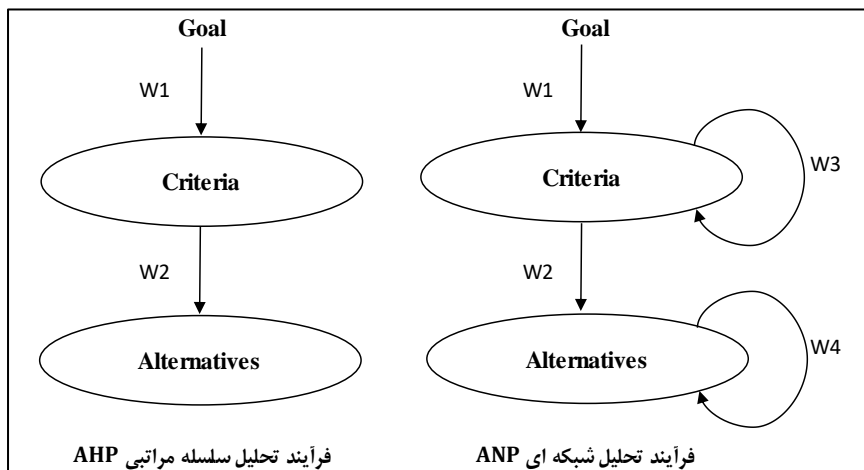 Goal
W1
Criteria
W2
Alternatives
فرآیند تحلیل سلسله مراتبی AHP
Goal
W1
Criteria
W3
W2
Alternatives
W4
فرآیند تحلیل شبکه ای ANP